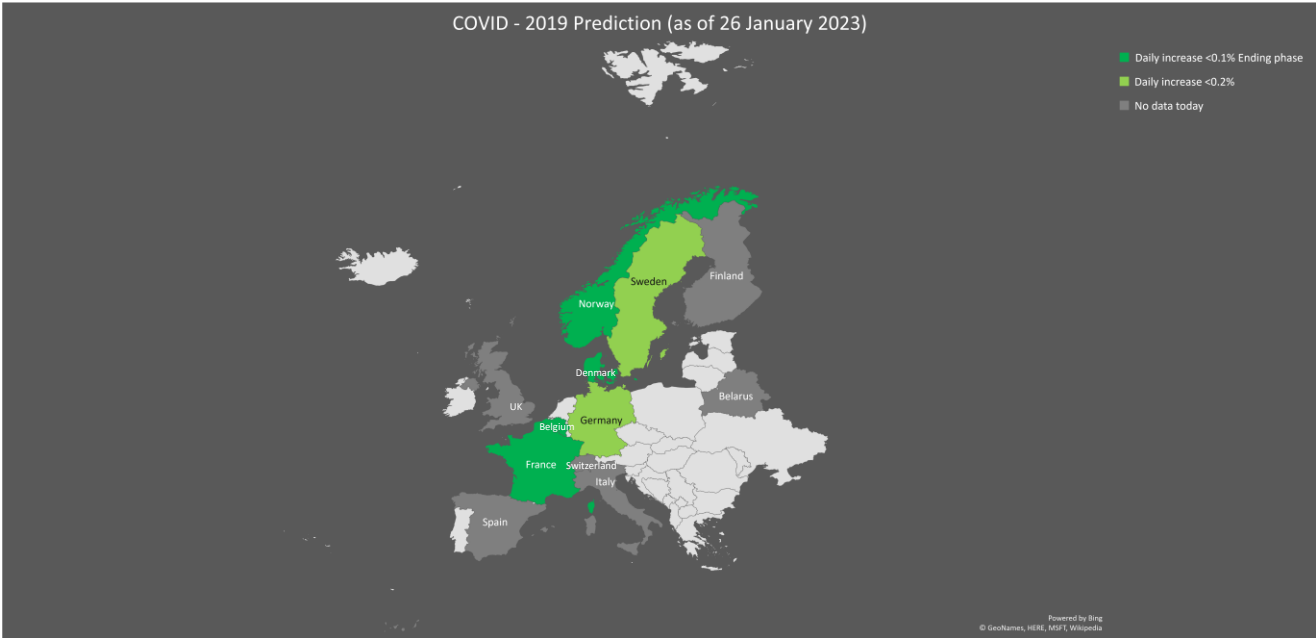 COVID - 2019 Prediction (as of 26 January 2023)
Daily increase <0.1% Ending phase
Daily increase <0.2%
No data today
Finland
Sweden
Norway
Denmark
Belarus
UK
Germany
Belgium
France
Switzerland
Italy
Spain
Powered by Bing
© GeoNames, HERE, MSFT, Wikipedia